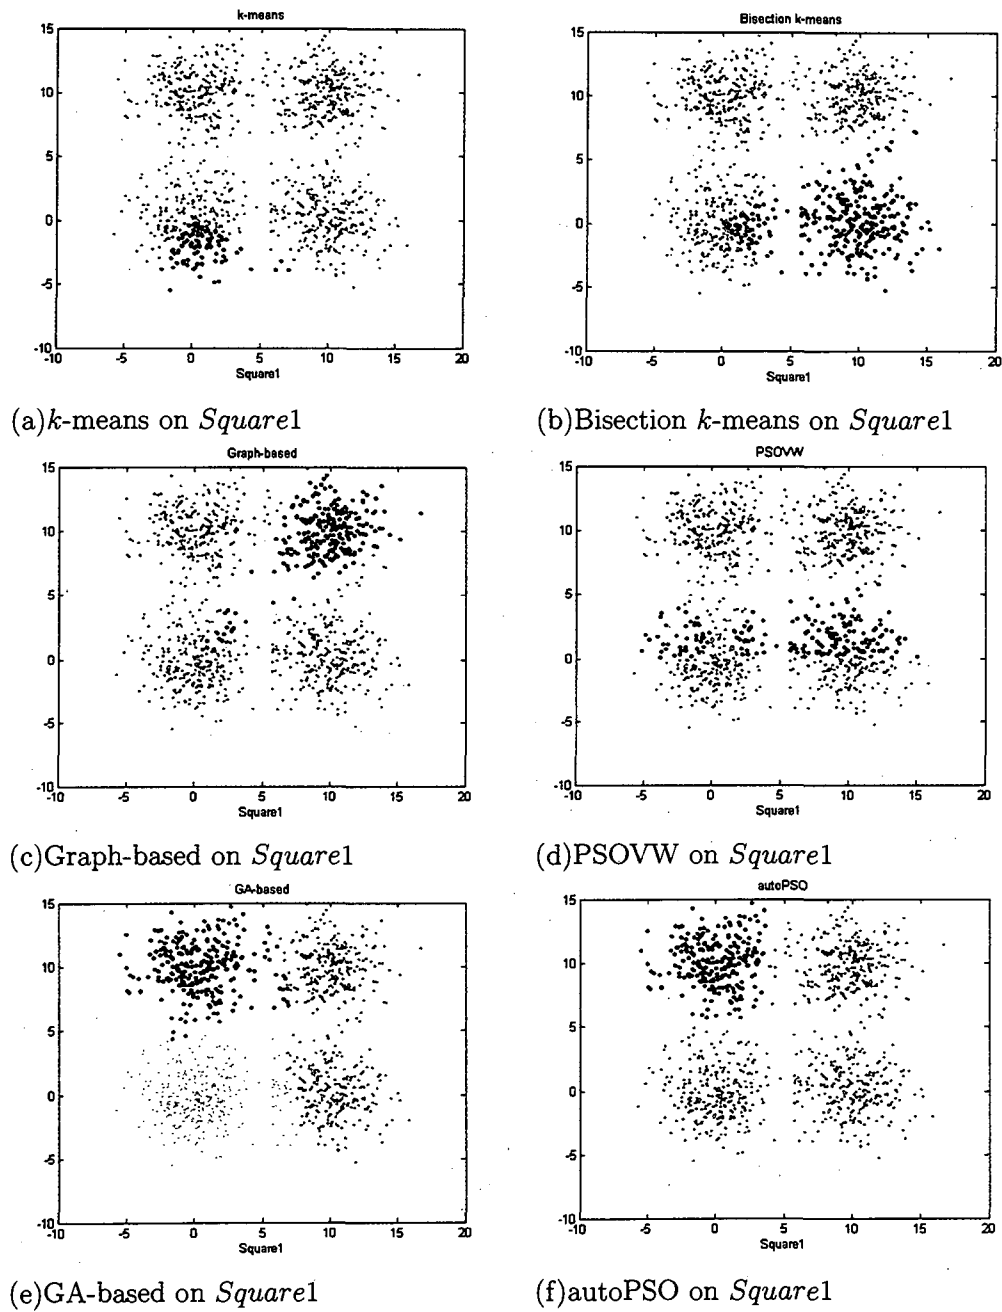 k-means
Bisection k-means
15
10
5
0
-5
-10
-10 -5 0 5 10 15 20
Square1
15
10
5
0
-5
-10
-10 -5 0 5 10 15 20
Square1
(a)k-means on Square1
(b)Bisection k-means on Square1
Graph-based
PSOVW
15
10
5
0
-5
-10
-10 -5 0 5 10 15 20
Square1
15
10
5
0
-5
-10
-10 -5 0 5 10 15 20
Square1
(c)Graph-based on Square1
(d)PSOVW on Square1
GA-based
autoPSO
15
10
5
0
-5
-10
-10 -5 0 5 10 15 20
Square1
15
10
5
0
-5
-10
-10 -5 0 5 10 15 20
Square1
(e)GA-based on Square1
(f)autoPSO on Square1